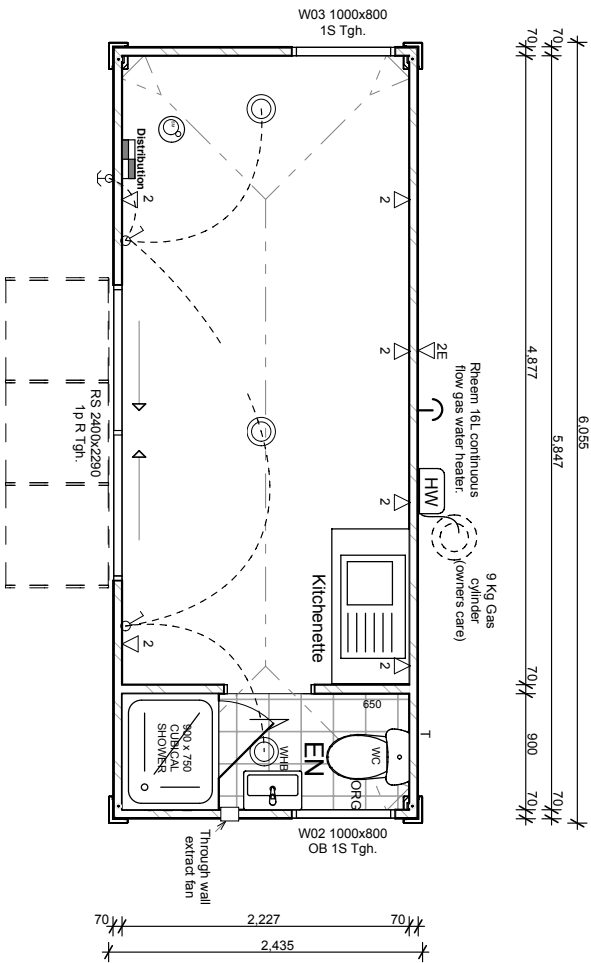 W03 1000x800
1S Tgh.
70
70
70
6,055
5,847
4,877
Distribution
2
2
2
2E
Rheem 16L continuous
flow gas water heater.
HW
9 Kg Gas
cylinder
(owners care)
2
RS 2400x2290
1p R Tgh.
Kitchenette
2
2
70
900
70
70
70
650
T
WC
ORG
EN
WHB
900 x 750
CUBICAL
SHOWER
W02 1000x800
OB 1S Tgh.
Through wall
extract fan
70
2,227
70
2,435